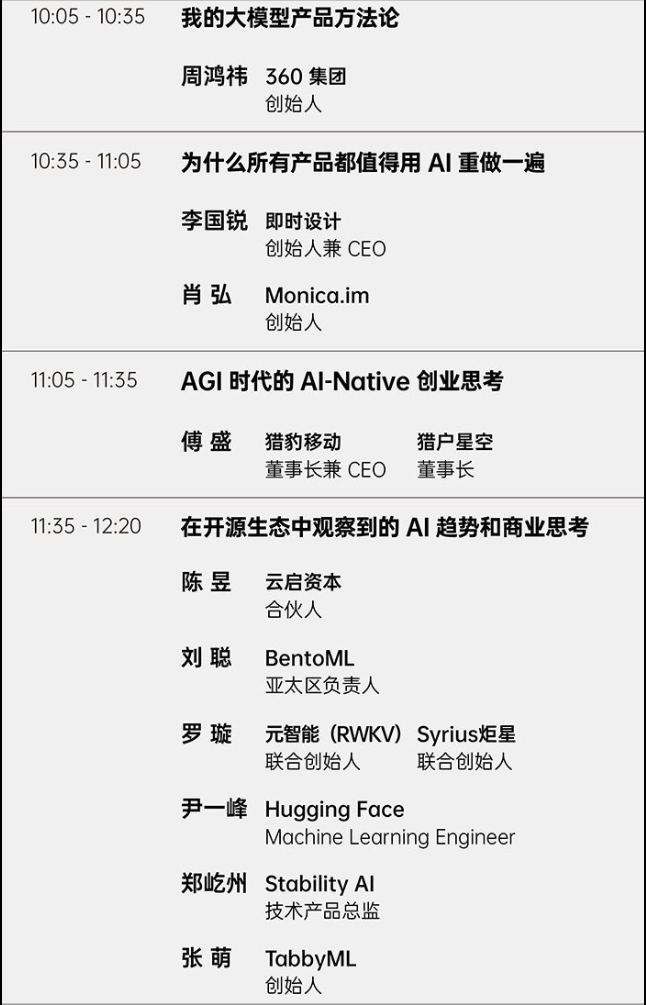 10:05 - 10:35 我的大模型产品方法论
周鸿祎 360 集团
创始人
10:35 - 11:05 为什么所有产品都值得用 AI 重做一遍
李国锐 即时设计
创始人兼 CEO
肖 弘 Monica.im
创始人
11:05 - 11:35 AGI 时代的 AI-Native 创业思考
傅 盛 猎豹移动 猎户星空
董事长兼 CEO 董事长
11:35 - 12:20 在开源生态中观察到的 AI 趋势和商业思考
陈 昱 云启资本
合伙人
刘 聪 BentoML
亚太区负责人
罗 璇 元智能（RWKV） Syrius炬星
联合创始人 联合创始人
尹一峰 Hugging Face
Machine Learning Engineer
郑屹州 Stability AI
技术产品总监
张 萌 TabbyML
创始人